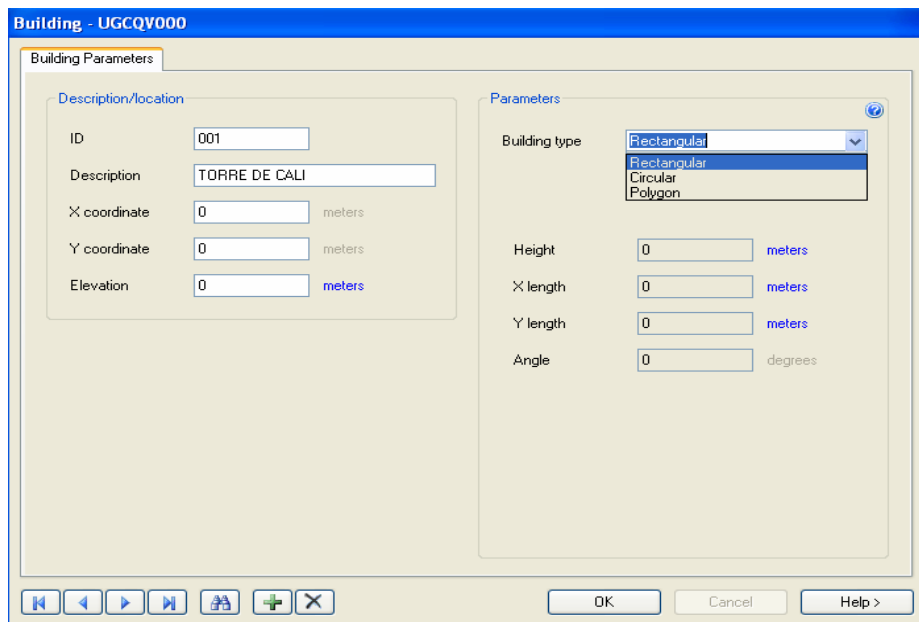 Building - UGCQV000
Building Parameters
Description/location
ID 001
Description TORRE DE CALI
X coordinate 0 meters
Y coordinate 0 meters
Elevation 0 meters
Parameters
Building type Rectangular
Rectangular
Circular
Polygon
Height 0 meters
X length 0 meters
Y length 0 meters
Angle 0 degrees
OK Cancel Help >